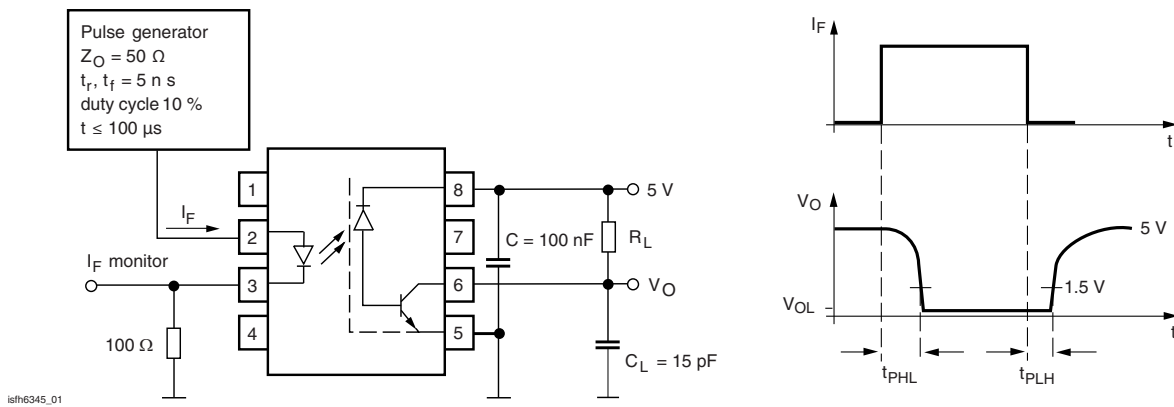 Pulse generator
Z_O = 50 Ω
t_r, t_f = 5 n s
duty cycle 10 %
t ≤ 100 µs
I_F
I_F monitor
100 Ω
1
2
3
4
8
7
6
5
5 V
C = 100 nF
R_L
V_O
C_L = 15 pF
isfh6345_01
I_F
t
V_O
5 V
1.5 V
V_OL
t
t_PHL
t_PLH